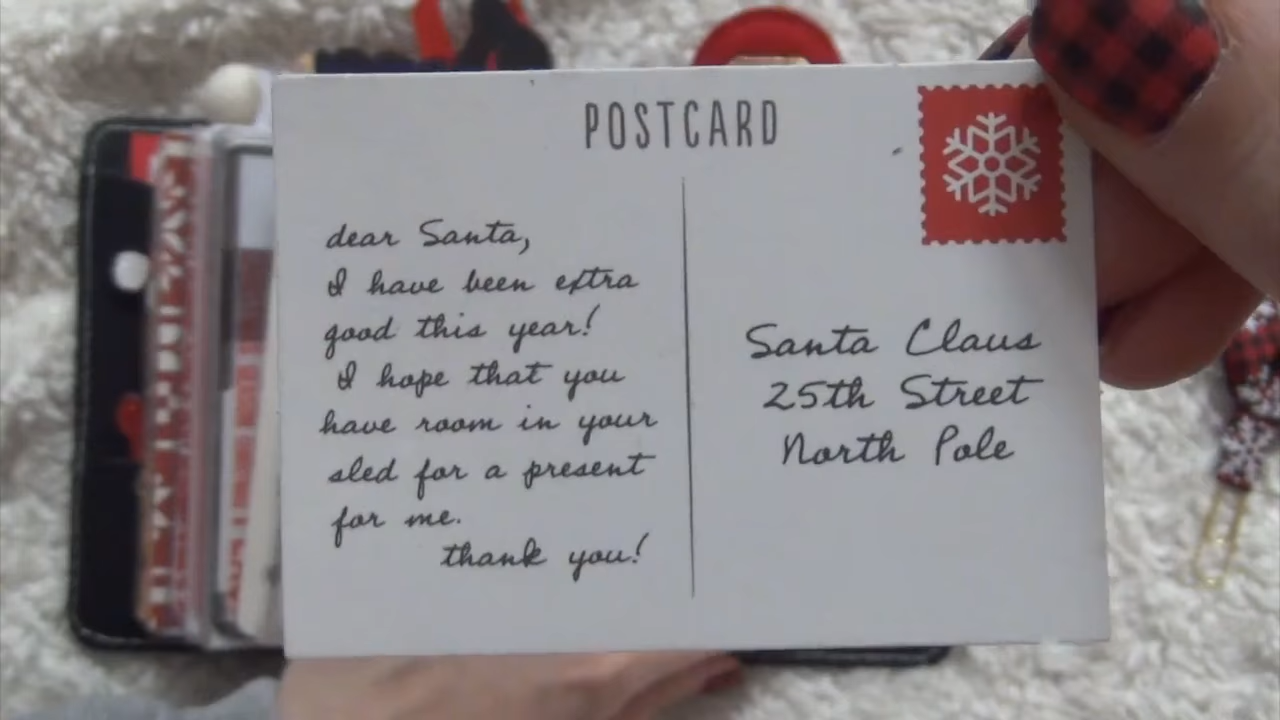 POSTCARD
dear Santa,
I have been extra
good this year!
I hope that you
have room in your
sled for a present
for me.
thank you!
Santa Claus
25th Street
North Pole